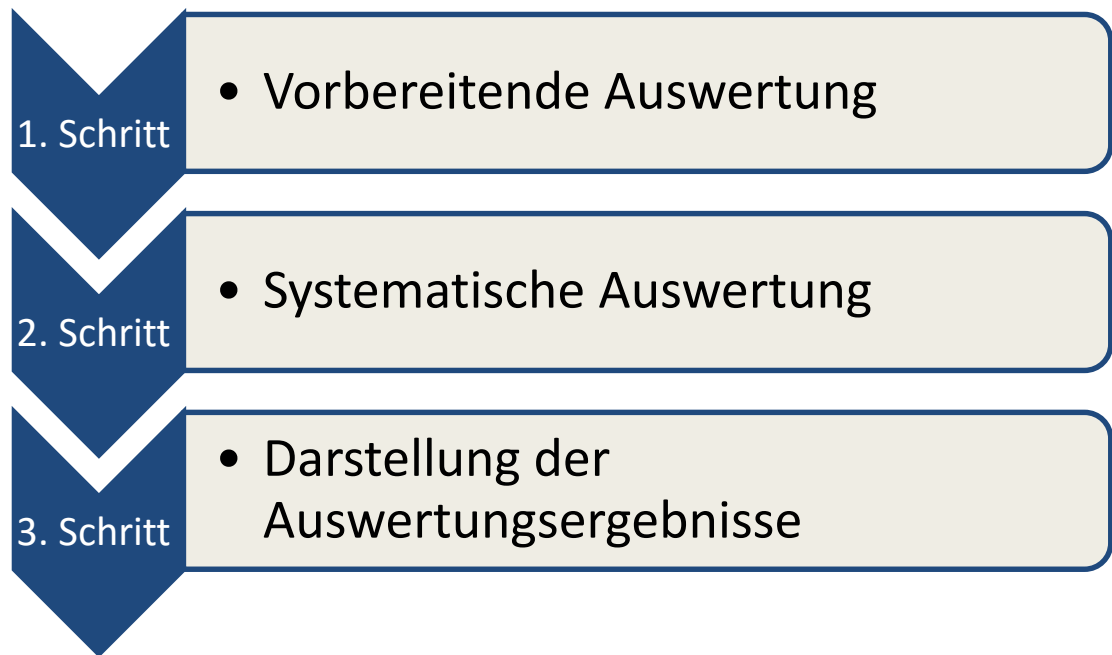 1. Schritt
• Vorbereitende Auswertung
2. Schritt
• Systematische Auswertung
3. Schritt
• Darstellung der
Auswertungsergebnisse